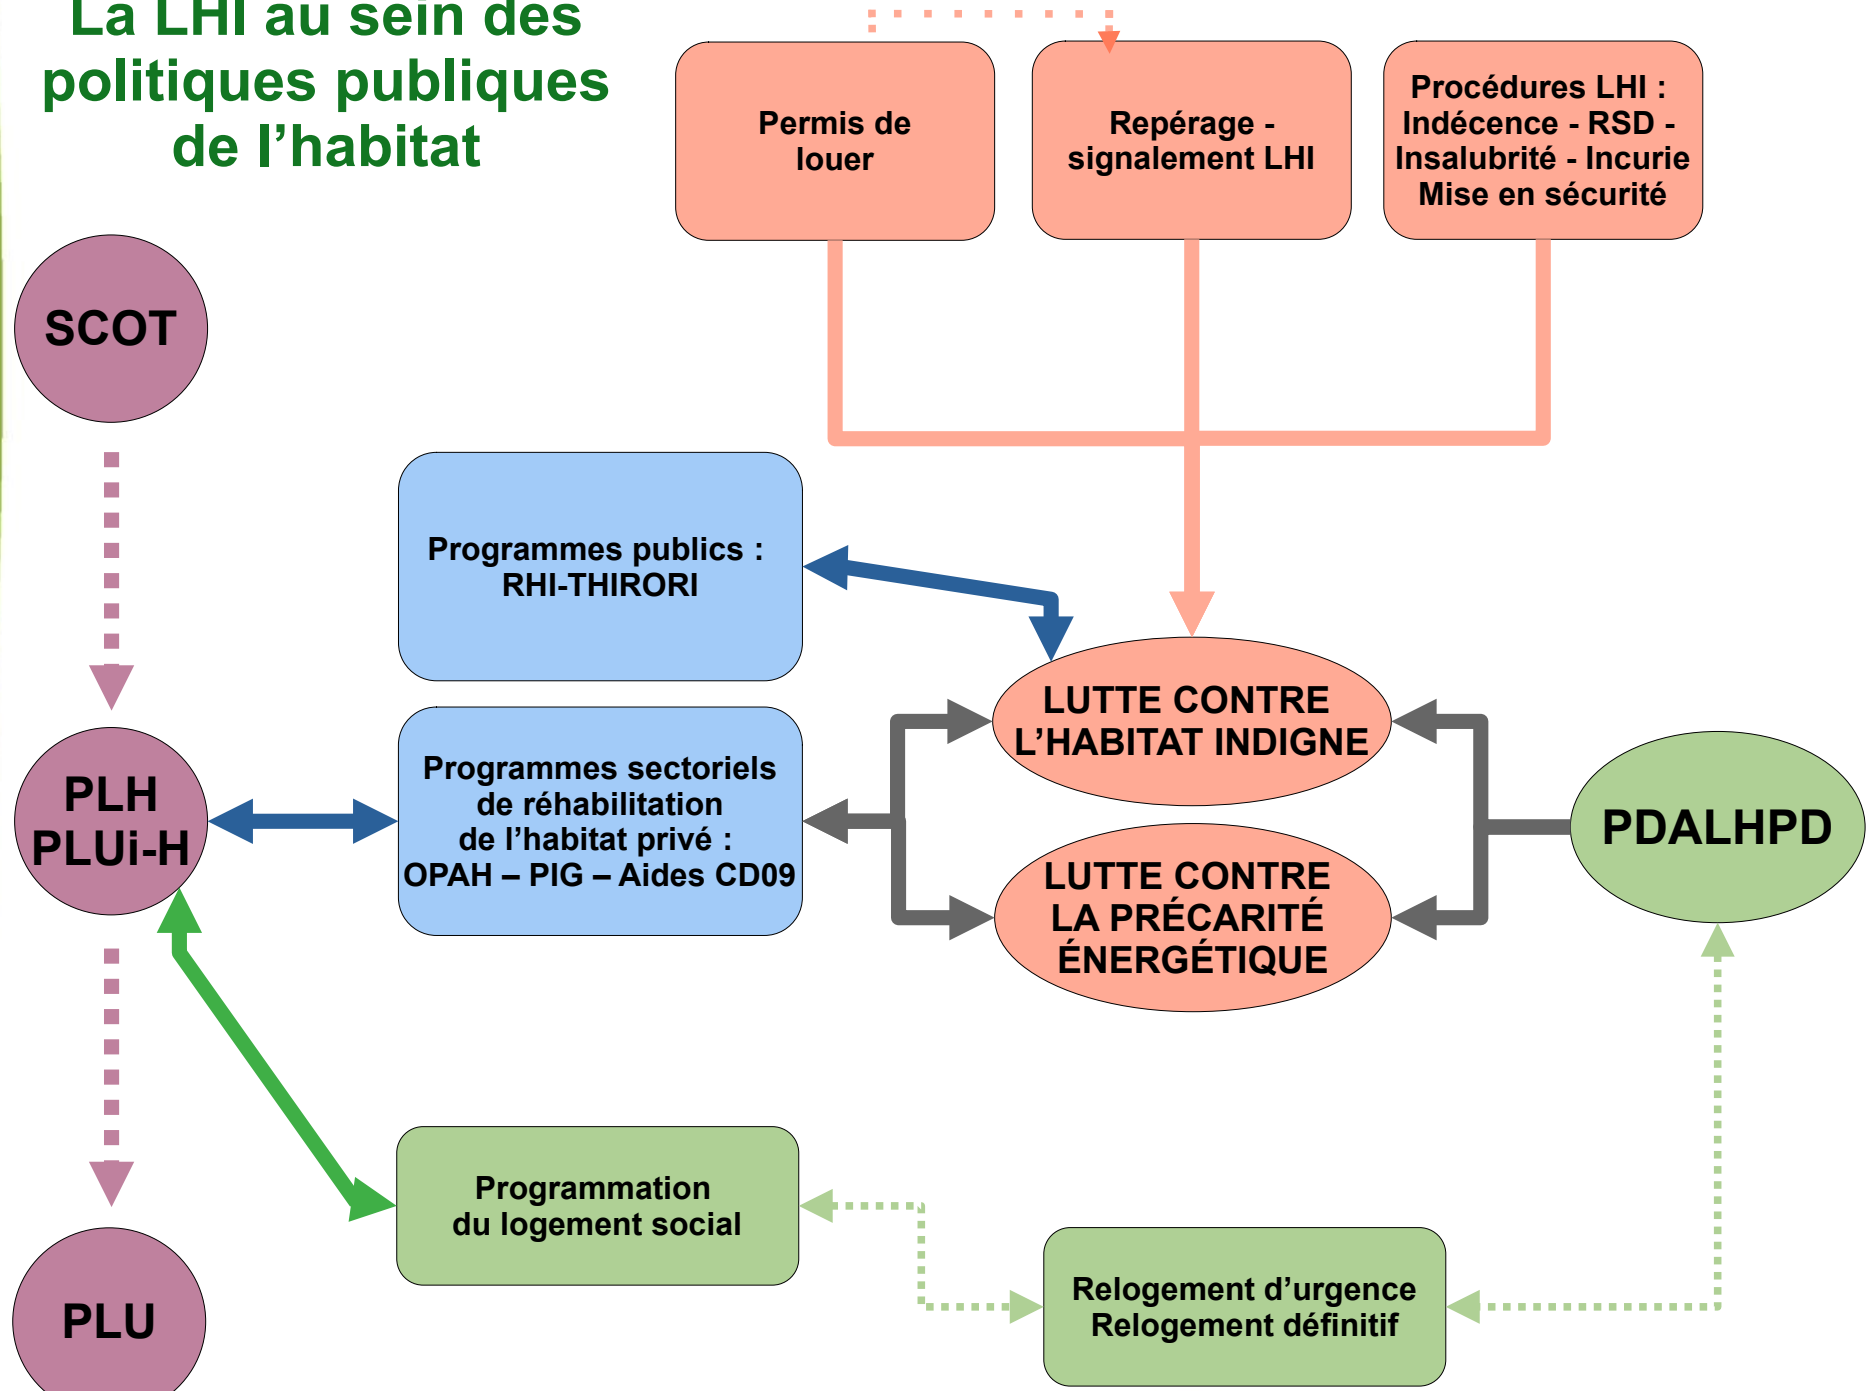 La LHI au sein des
politiques publiques
de l’habitat
Permis de
louer
Repérage -
signalement LHI
Procédures LHI :
Indécence - RSD -
Insalubrité - Incurie
Mise en sécurité
SCOT
Programmes publics :
RHI-THIRORI
LUTTE CONTRE
L’HABITAT INDIGNE
PLH
PLUi-H
Programmes sectoriels
de réhabilitation
de l’habitat privé :
OPAH – PIG – Aides CD09
PDALHPD
LUTTE CONTRE
LA PRÉCARITÉ
ÉNERGÉTIQUE
Programmation
du logement social
Relogement d’urgence
Relogement définitif
PLU